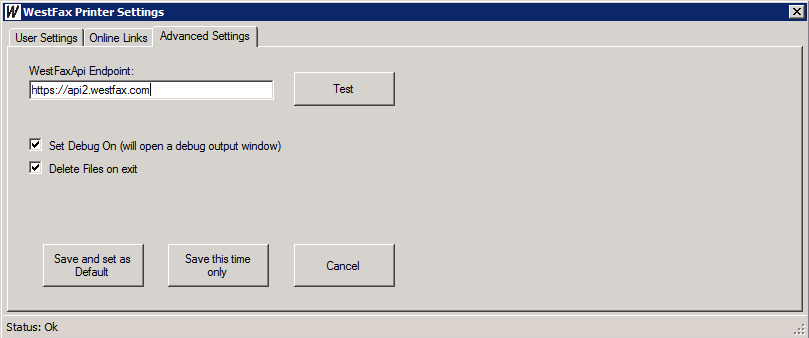 W WestFax Printer Settings
User Settings Online Links Advanced Settings
WestFaxApi Endpoint:
https://api2.westfax.com
Test
Set Debug On (will open a debug output window)
Delete Files on exit
Save and set as
Default
Save this time
only
Cancel
Status: Ok